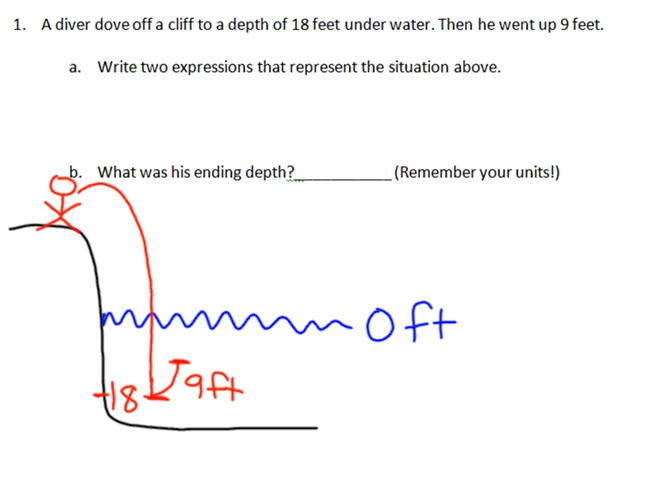 1. A diver dove off a cliff to a depth of 18 feet under water. Then he went up 9 feet.
a. Write two expressions that represent the situation above.
b. What was his ending depth?____________(Remember your units!)
0 ft
-18
9ft